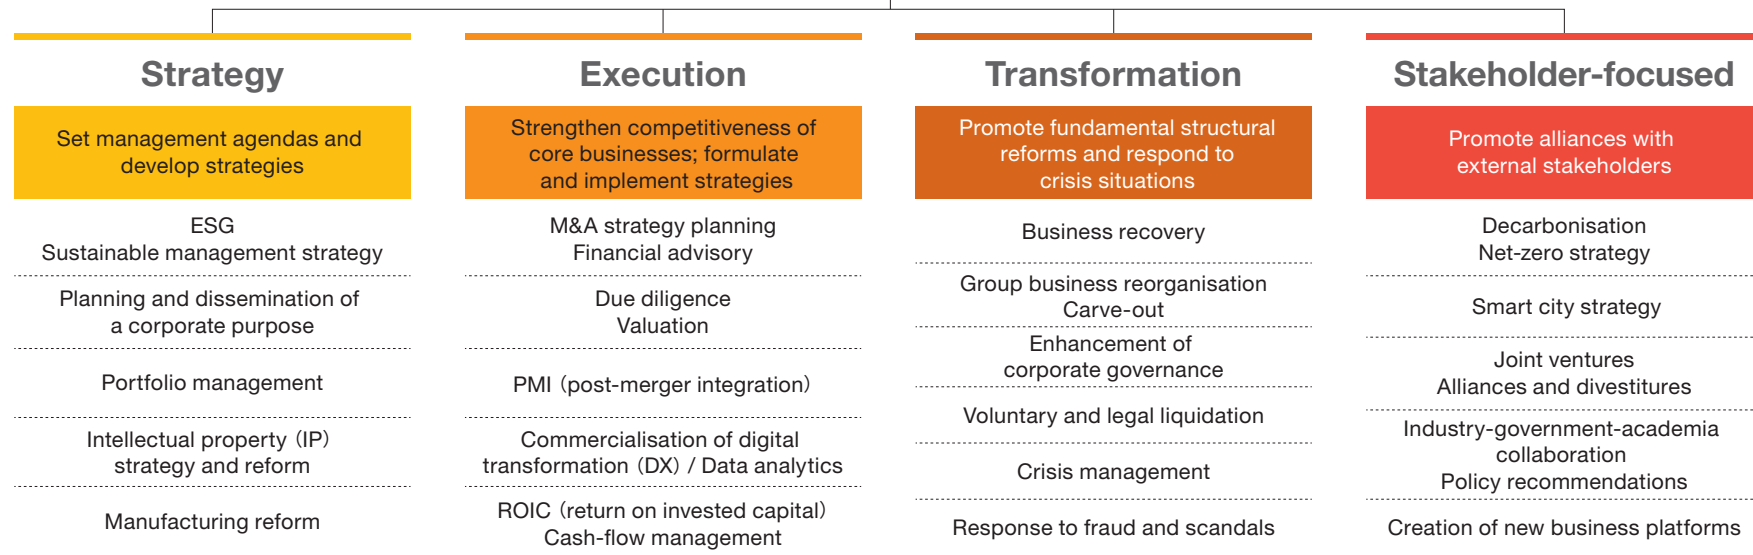 Strategy
Set management agendas and
develop strategies
ESG
Sustainable management strategy
Planning and dissemination of
a corporate purpose
Portfolio management
Intellectual property (IP)
strategy and reform
Manufacturing reform
Execution
Strengthen competitiveness of
core businesses; formulate
and implement strategies
M&A strategy planning
Financial advisory
Due diligence
Valuation
PMI (post-merger integration)
Commercialisation of digital
transformation (DX) / Data analytics
ROIC (return on invested capital)
Cash-flow management
Transformation
Promote fundamental structural
reforms and respond to
crisis situations
Business recovery
Group business reorganisation
Carve-out
Enhancement of
corporate governance
Voluntary and legal liquidation
Crisis management
Response to fraud and scandals
Stakeholder-focused
Promote alliances with
external stakeholders
Decarbonisation
Net-zero strategy
Smart city strategy
Joint ventures
Alliances and divestitures
Industry-government-academia
collaboration
Policy recommendations
Creation of new business platforms